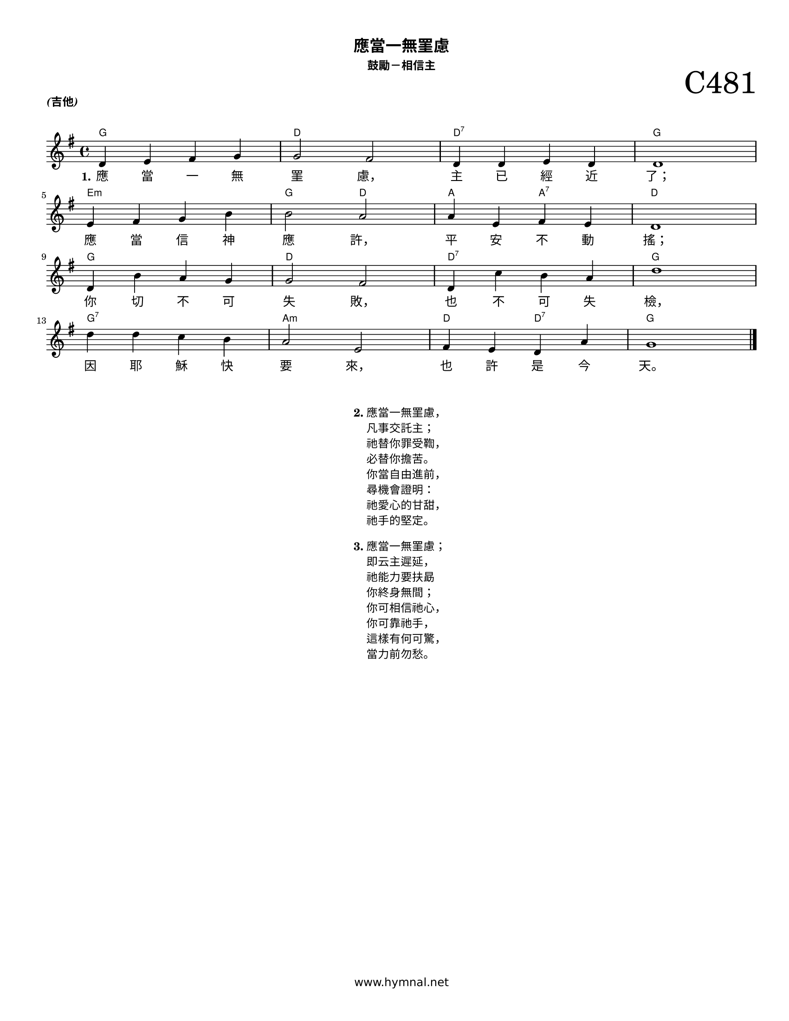 應當一無罣慮
鼓勵－相信主
C481
(吉他)
G D D7 G
1. 應 當 一 無 罣 慮， 主 已 經 近 了；
Em G D A A7 D
5
應 當 信 神 應 許， 平 安 不 動 搖；
G D D7 G
9
你 切 不 可 失 敗， 也 不 可 失 檢，
G7 Am D D7 G
13
因 耶 穌 快 要 來， 也 許 是 今 天。
2. 應當一無罣慮，
凡事交託主；
祂替你罪受鞫，
必替你擔苦。
你當自由進前，
尋機會證明：
祂愛心的甘甜，
祂手的堅定。
3. 應當一無罣慮；
即云主遲延，
祂能力要扶勗
你終身無間；
你可相信祂心，
你可靠祂手，
這樣有何可驚，
當力前勿愁。
www.hymnal.net